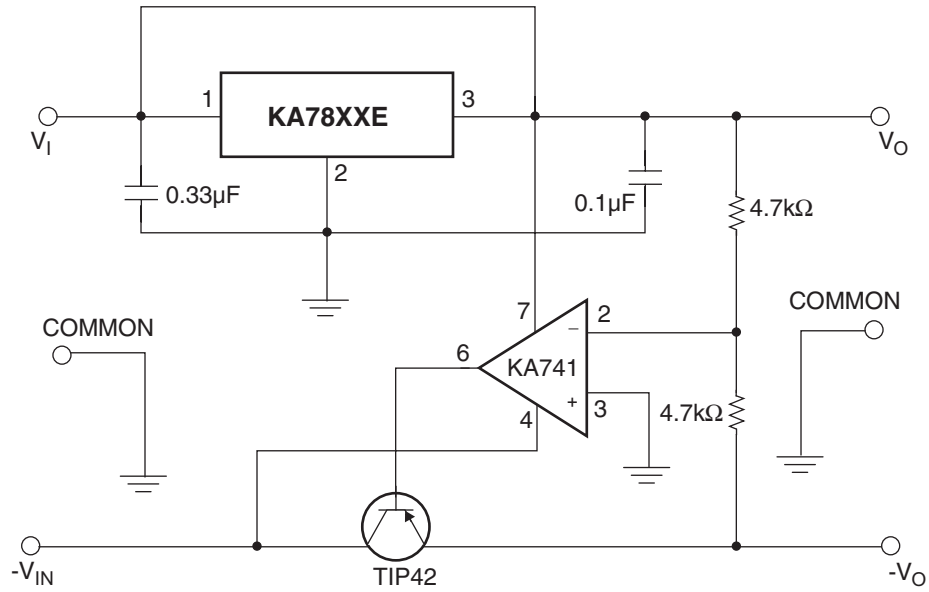 1
KA78XXE
3
V_I
V_O
2
0.33µF
0.1µF
4.7kΩ
COMMON
COMMON
7
2
−
6
KA741
+
3
4
4.7kΩ
-V_IN
TIP42
-V_O